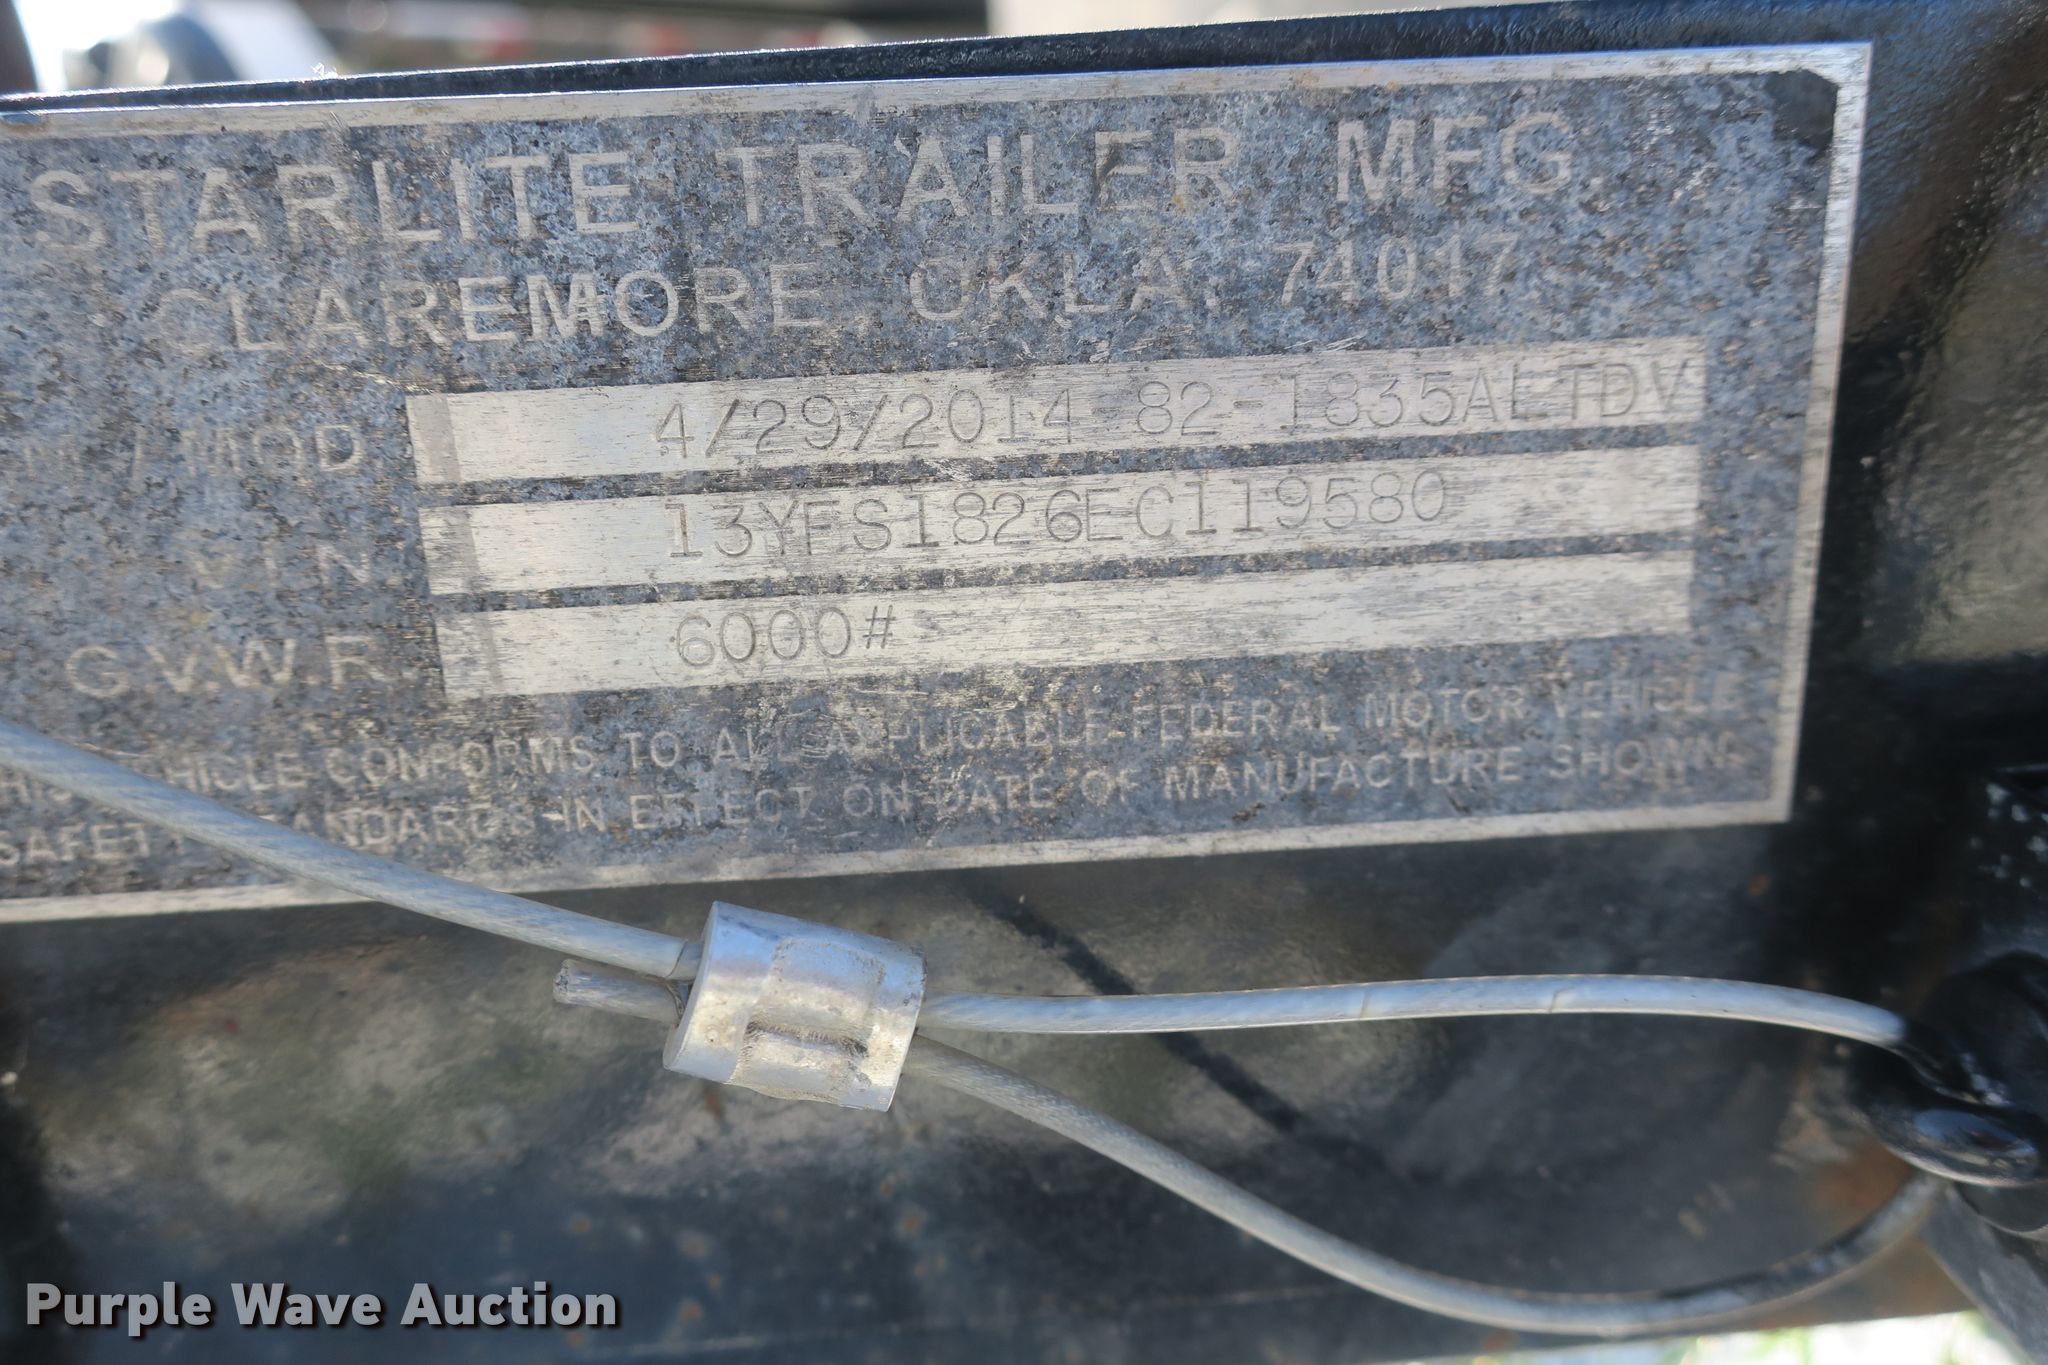 STARLITE TRAILER MFG.
CLAREMORE, OKLA. 74017
/ MOD. 4/29/2014-82-1835ALTDV
VIN 13YFS1826EC119580
G.V.W.R. 6000#
VEHICLE CONFORMS TO ALL APPLICABLE FEDERAL MOTOR VEHICLE
SAFETY STANDARDS IN EFFECT ON DATE OF MANUFACTURE SHOWN.
Purple Wave Auction